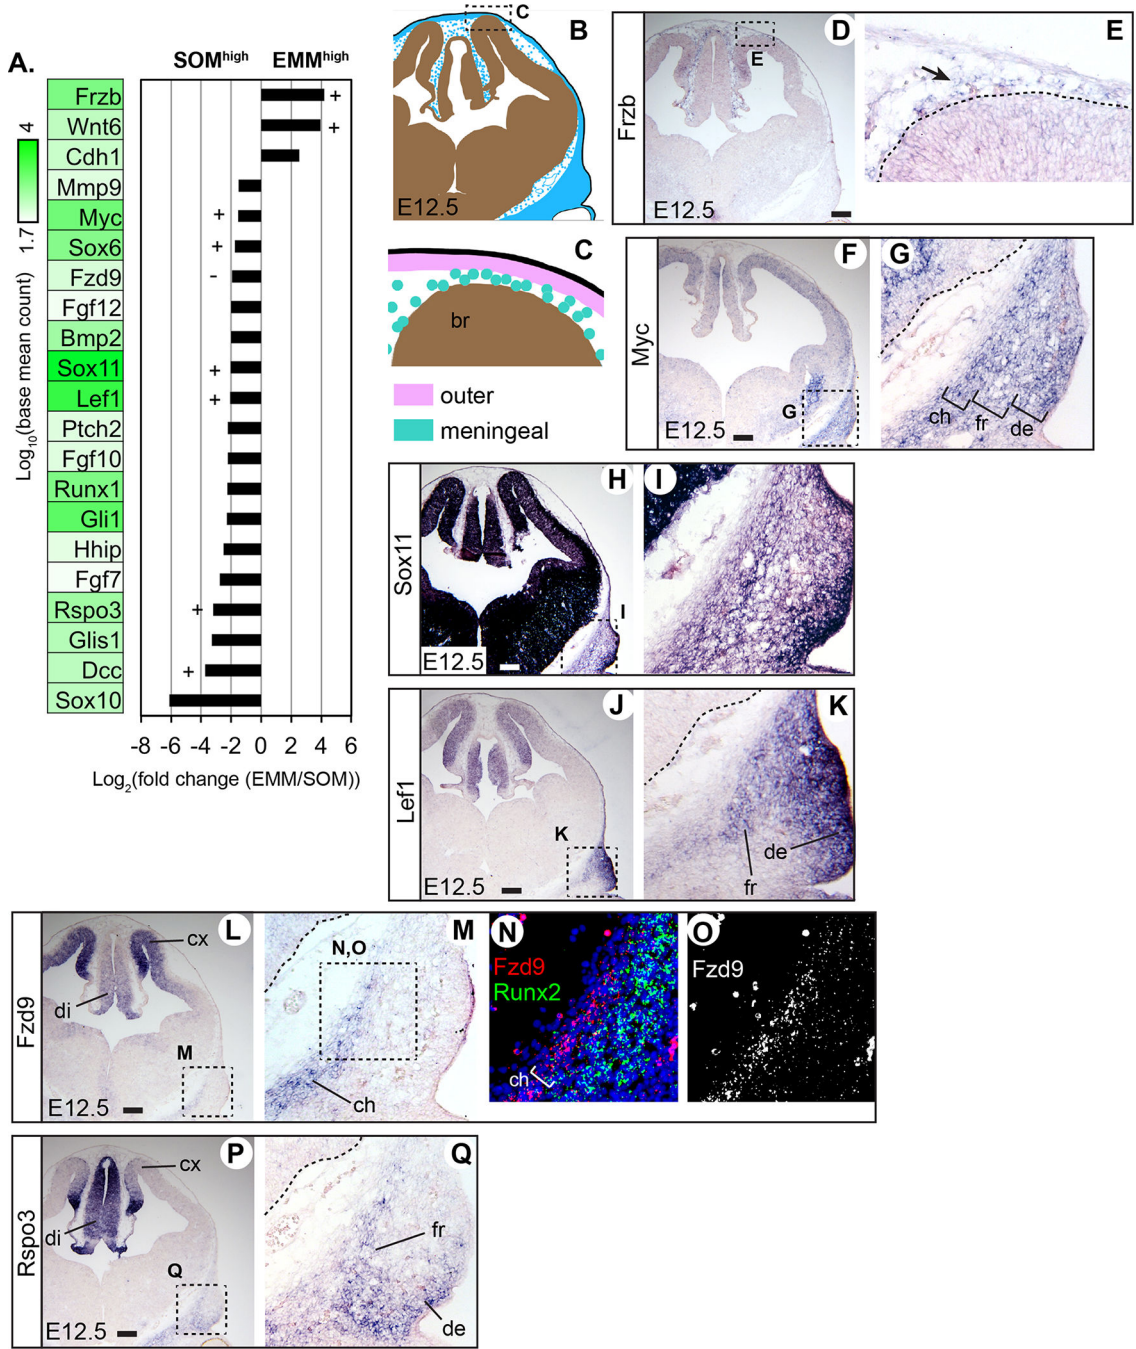 A.
SOMhigh EMMhigh
Frzb +
Wnt6 +
Cdh1
Mmp9
Myc +
Sox6 +
Fzd9 -
Fgf12
Bmp2
Sox11 +
Lef1 +
Ptch2
Fgf10
Runx1
Gli1
Hhip
Fgf7
Rspo3 +
Glis1
Dcc +
Sox10
1.7 4
Log10(base mean count)
-8 -6 -4 -2 0 2 4 6
Log2(fold change (EMM/SOM))
B
C
E12.5
C
br
outer
meningeal
Frzb
D
E
E12.5
E
Myc
F
G
E12.5
G
ch
fr
de
Sox11
H
I
E12.5
I
Lef1
J
K
E12.5
K
fr
de
Fzd9
L
cx
di
M
E12.5
M
N,O
ch
N
Fzd9
Runx2
ch
O
Fzd9
Rspo3
P
cx
di
Q
E12.5
Q
fr
de